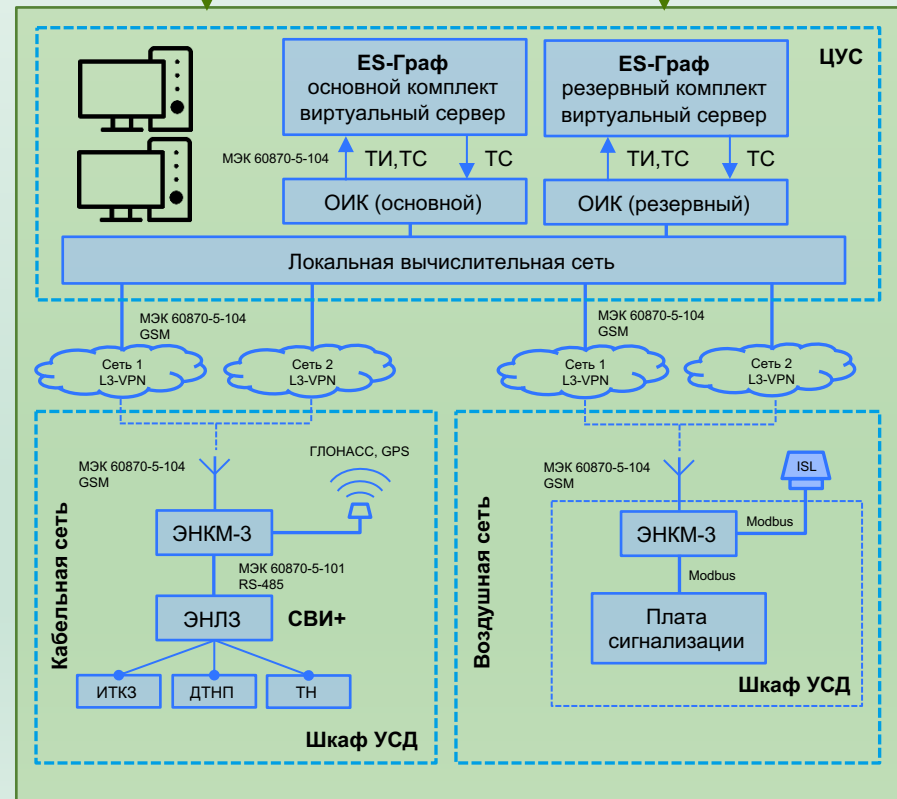 ЦУС
ES-Граф
основной комплект
виртуальный сервер
ES-Граф
резервный комплект
виртуальный сервер
МЭК 60870-5-104
ТИ,ТС
ТС
ТИ,ТС
ТС
ОИК (основной)
ОИК (резервный)
Локальная вычислительная сеть
МЭК 60870-5-104
GSM
МЭК 60870-5-104
GSM
Сеть 1
L3-VPN
Сеть 2
L3-VPN
Сеть 1
L3-VPN
Сеть 2
L3-VPN
Кабельная сеть
МЭК 60870-5-104
GSM
ГЛОНАСС, GPS
ЭНКМ-3
МЭК 60870-5-101
RS-485
ЭНЛЗ
СВИ+
ИТКЗ
ДТНП
ТН
Шкаф УСД
Воздушная сеть
МЭК 60870-5-104
GSM
ISL
ЭНКМ-3
Modbus
Modbus
Плата
сигнализации
Шкаф УСД